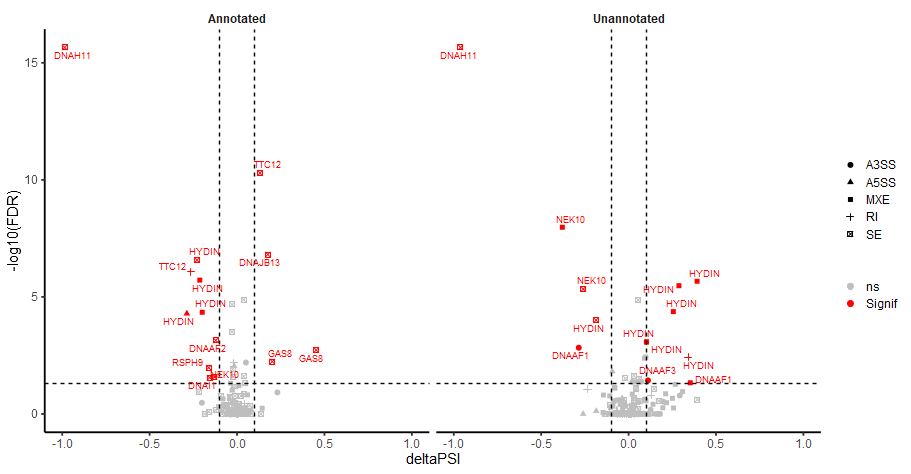 Annotated
Unannotated
DNAH11
TTC12
DNAJB13
HYDIN
TTC12
HYDIN
HYDIN
HYDIN
DNAAF2
GAS8
GAS8
RSPH9
NEK10
DNAI1
DNAH11
NEK10
NEK10
HYDIN
DNAAF1
HYDIN
HYDIN
HYDIN
HYDIN
HYDIN
HYDIN
DNAAF3
DNAAF1
15
10
5
0
-log10(FDR)
-1.0 -0.5 0.0 0.5 1.0
-1.0 -0.5 0.0 0.5 1.0
deltaPSI
A3SS
A5SS
MXE
RI
SE
ns
Signif